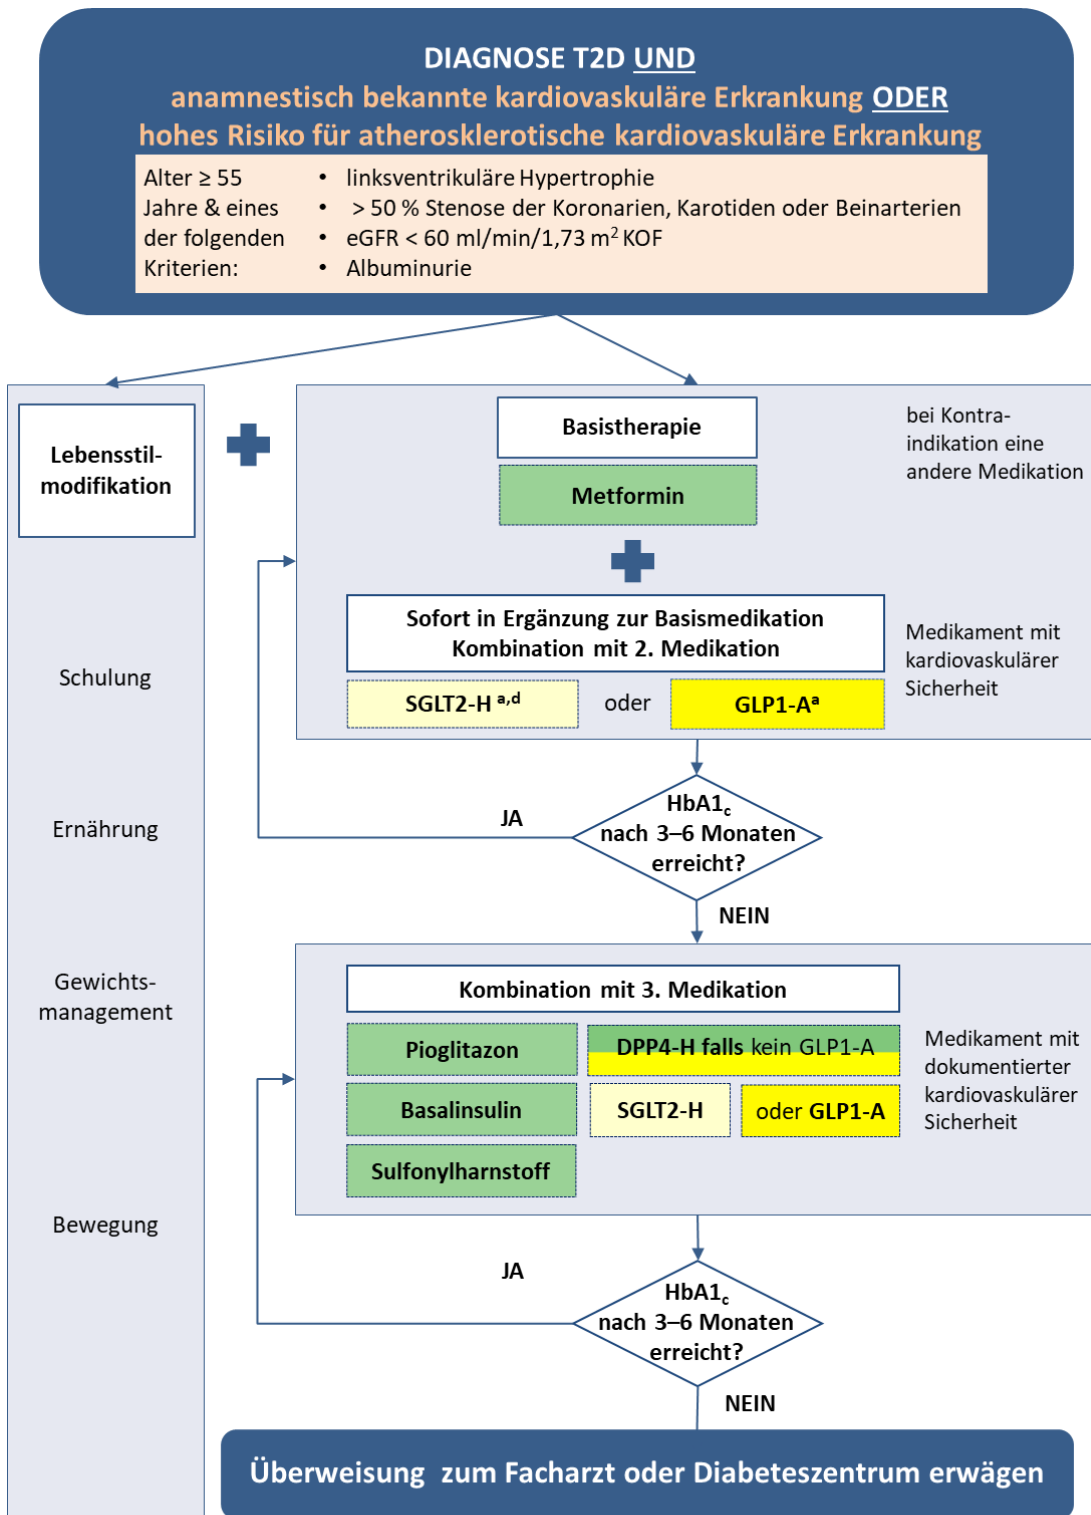 DIAGNOSE T2D UND
anamnestisch bekannte kardiovaskuläre Erkrankung ODER
hohes Risiko für atherosklerotische kardiovaskuläre Erkrankung
Alter ≥ 55
Jahre & eines
der folgenden
Kriterien:
• linksventrikuläre Hypertrophie
• > 50 % Stenose der Koronarien, Karotiden oder Beinarterien
• eGFR < 60 ml/min/1,73 m² KOF
• Albuminurie
Lebensstil-
modifikation
Schulung
Ernährung
Gewichts-
management
Bewegung
Basistherapie
Metformin
bei Kontra-
indikation eine
andere Medikation
Sofort in Ergänzung zur Basismedikation
Kombination mit 2. Medikation
SGLT2-H a,d
oder
GLP1-Aa
Medikament mit
kardiovaskulärer
Sicherheit
HbA1c
nach 3–6 Monaten
erreicht?
JA
NEIN
Kombination mit 3. Medikation
Pioglitazon
DPP4-H falls kein GLP1-A
Basalinsulin
SGLT2-H
oder GLP1-A
Sulfonylharnstoff
Medikament mit
dokumentierter
kardiovaskulärer
Sicherheit
HbA1c
nach 3–6 Monaten
erreicht?
JA
NEIN
Überweisung zum Facharzt oder Diabeteszentrum erwägen